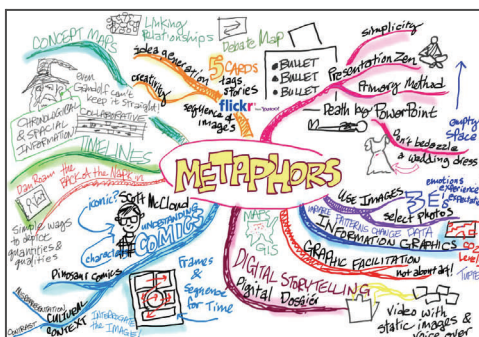 METAPHORS
CONCEPT MAPS
Linking
Relationships
Debate Map
idea generation
creativity
5 CARDS
tags
stories
flickr
sequence of
images
BULLET
BULLET
BULLET
simplicity
Presentation Zen
Primary Method
Death by PowerPoint
empty
space
Don't bedazzle
a wedding dress
even
Gandolf can't
keep it straight!
CHRONOLOGICAL
& SPACIAL
INFORMATION
COLLABORATIVE
TIMELINES
Dan Roam the BACK of the NAPKIN
simple ways
to deplot
quantities &
qualities
iconic?
Scott McCloud
UNDERSTANDING
COMICS
Dinosaur Comics
CULTURAL
CONTEXT
INTERROGATE
the IMAGE!
Frames
&
Sequence
for Time
MAPS
GIS
DIGITAL STORYTELLING
Digital Dossier
video with
static images &
voice over
USE IMAGES
3 E's
emotions
experience
select photos
PATTERNS CHANGE DATA
INFORMATION GRAPHICS
GRAPHIC FACILITATION
not about art!